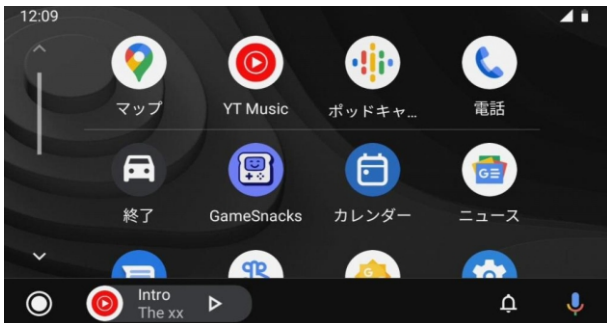 12:09
マップ
YT Music
ポッドキャ...
電話
終了
GameSnacks
カレンダー
ニュース
Intro
The xx